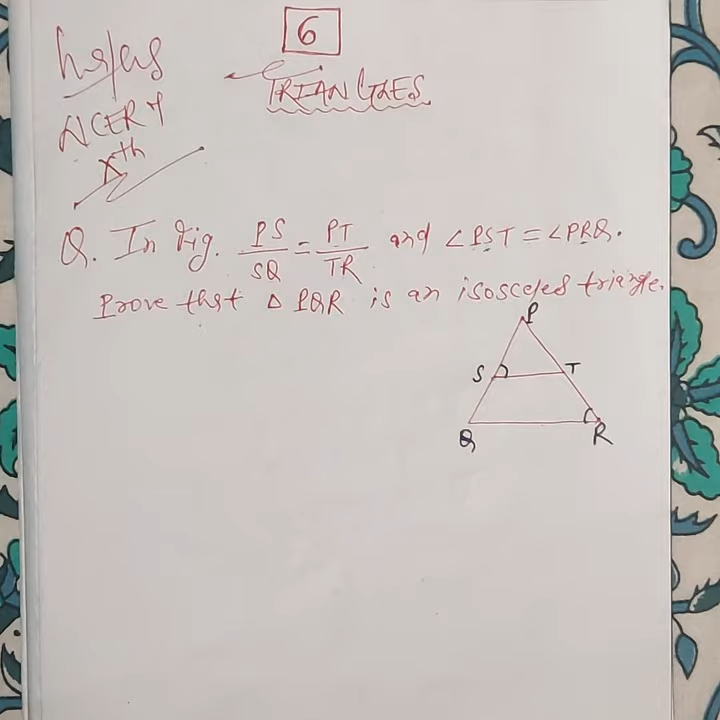 6
TRIANGLES
NCERT
Xth
Q. In fig. PS/SQ = PT/TR and ∠PST = ∠PRQ.
Prove that Δ PQR is an isosceles triangle.
P
S T
Q R